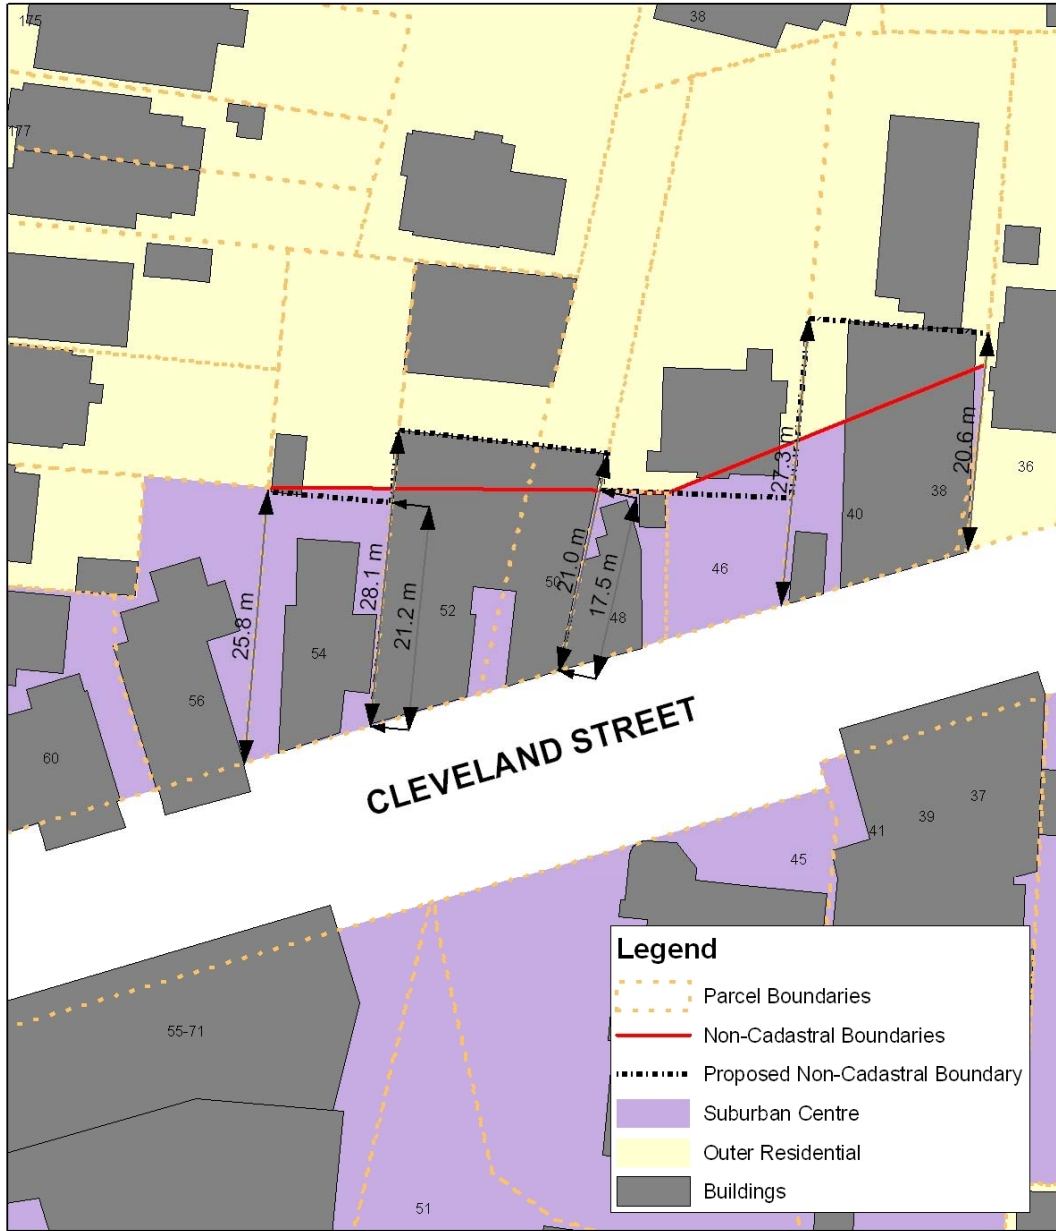 175
38
177
36
38
40
27.3 m
20.6 m
46
50
21.0 m
17.5 m
48
52
28.1 m
21.2 m
54
25.8 m
56
60
CLEVELAND STREET
37
39
41
45
55-71
51
Legend
Parcel Boundaries
Non-Cadastral Boundaries
Proposed Non-Cadastral Boundary
Suburban Centre
Outer Residential
Buildings